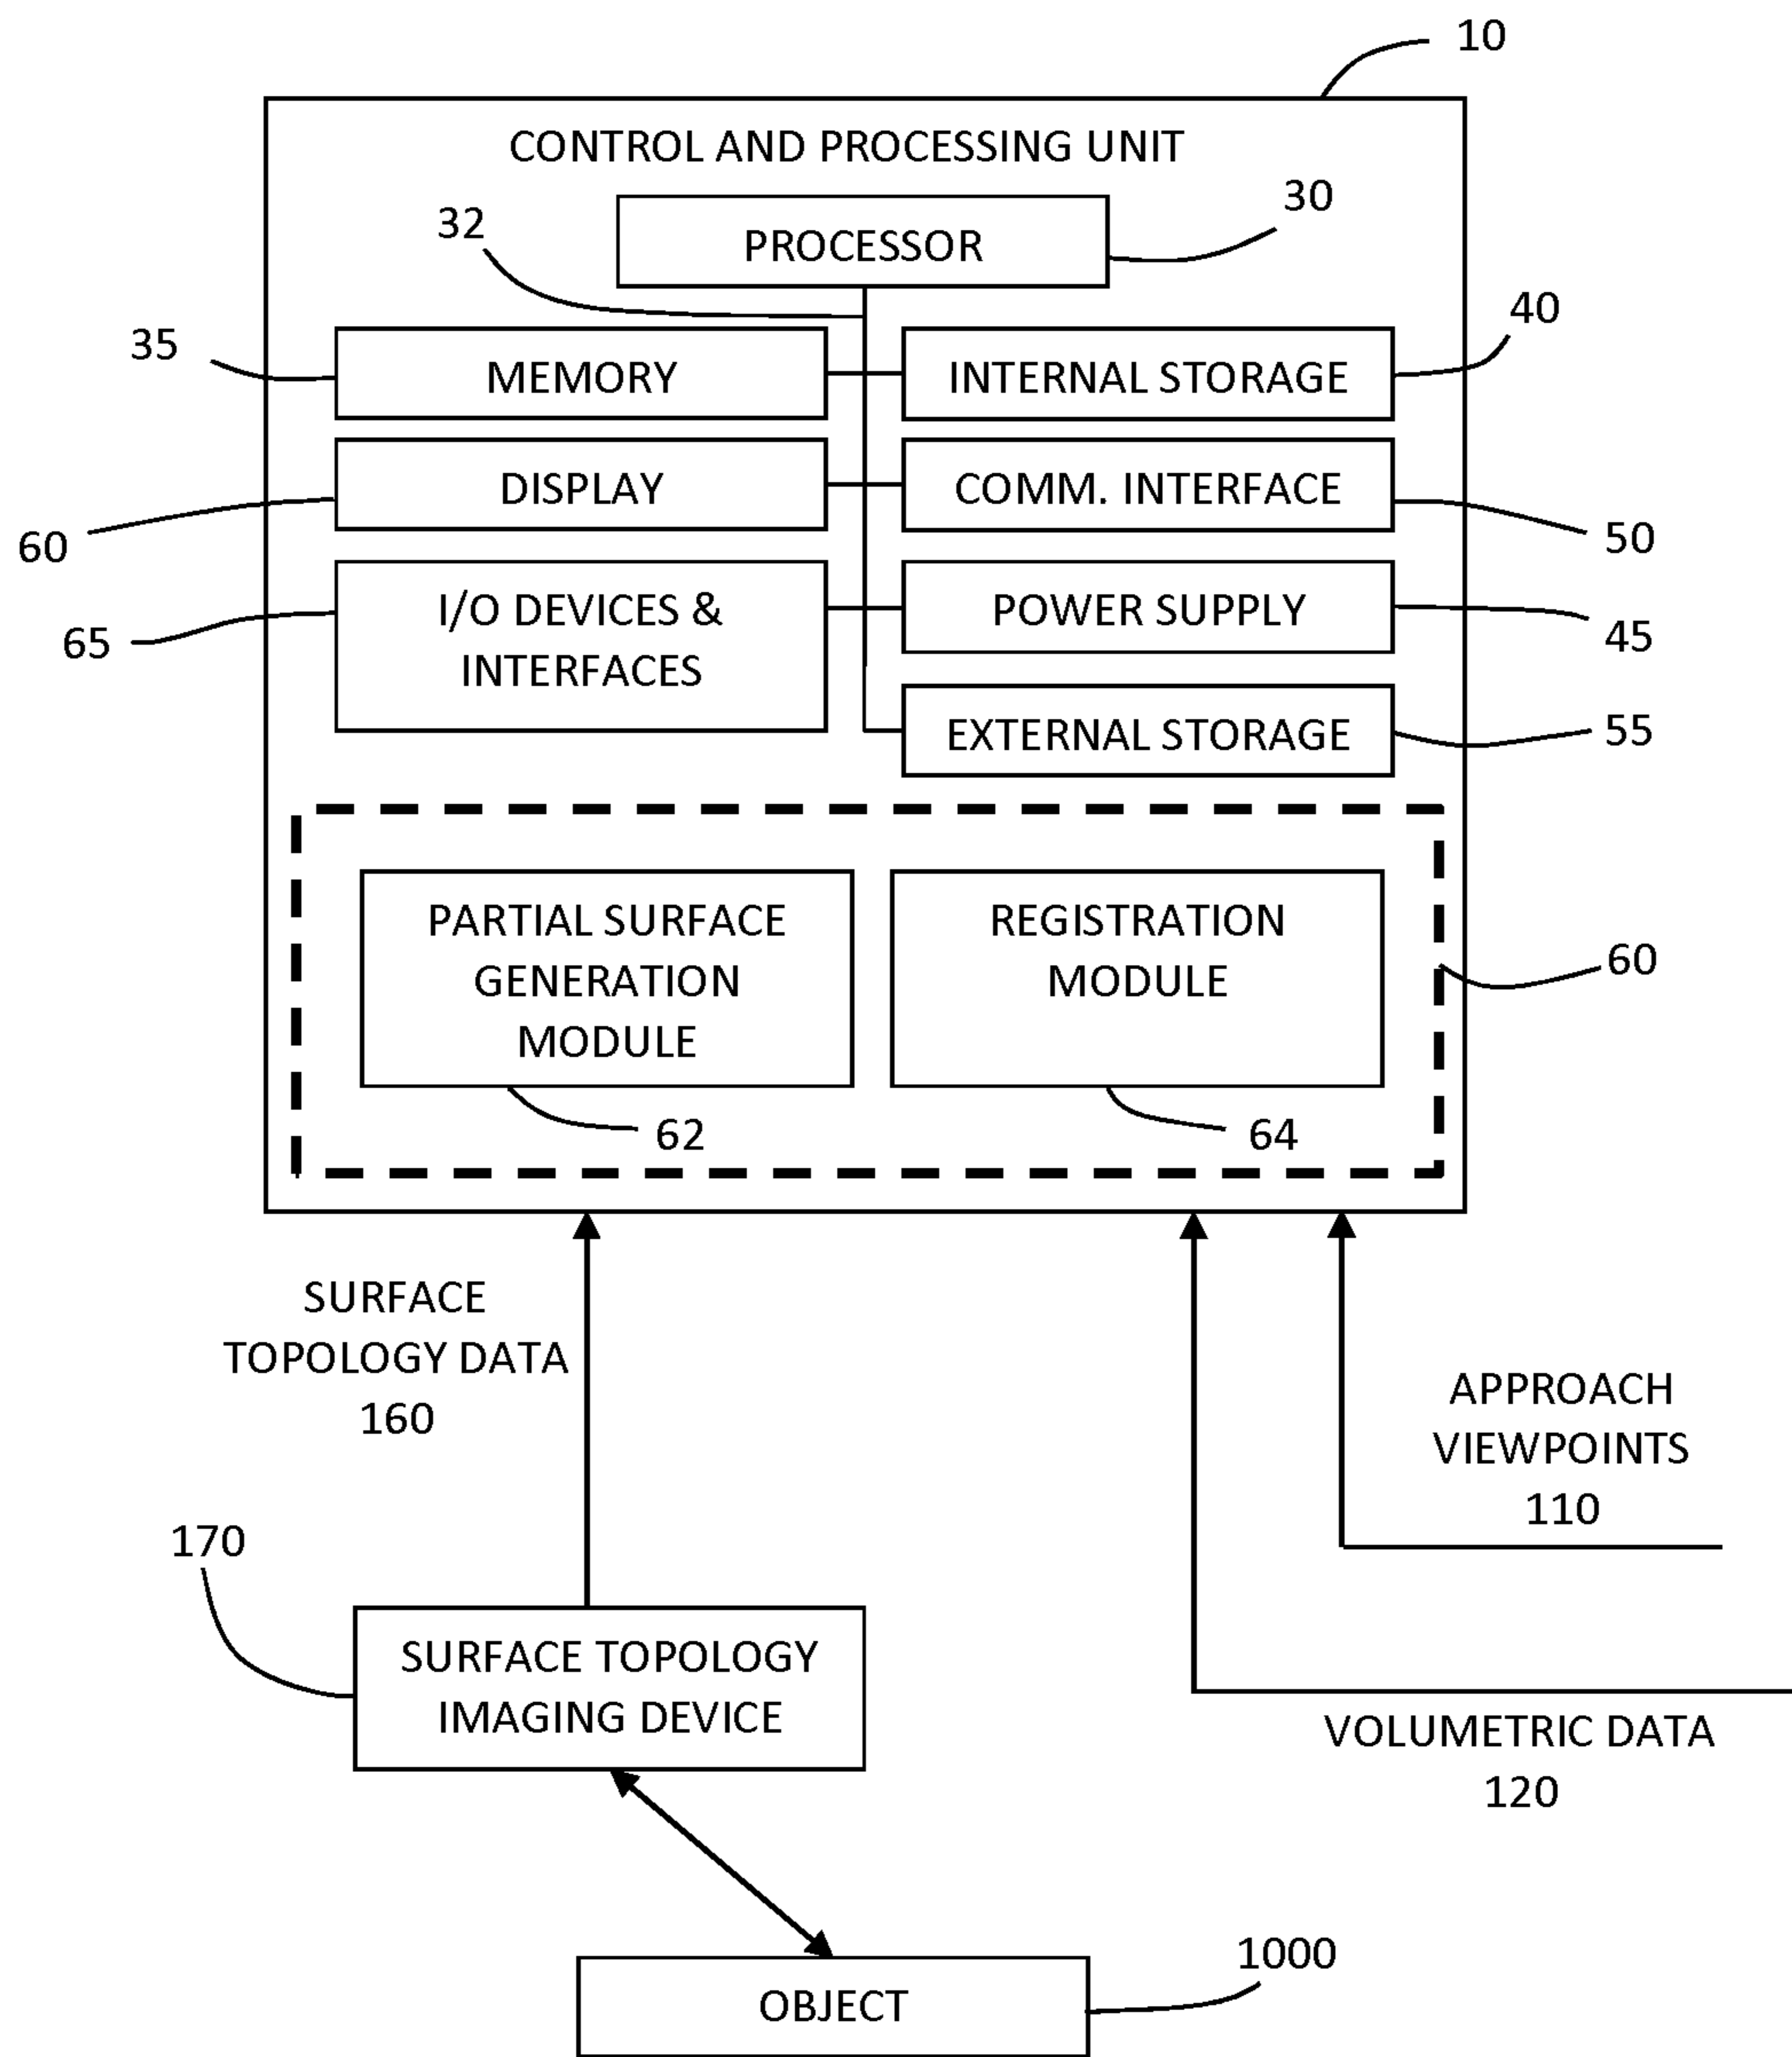 10
CONTROL AND PROCESSING UNIT
32
PROCESSOR
30
35
MEMORY
INTERNAL STORAGE
40
60
DISPLAY
COMM. INTERFACE
50
65
I/O DEVICES &
INTERFACES
POWER SUPPLY
45
EXTERNAL STORAGE
55
PARTIAL SURFACE
GENERATION
MODULE
62
REGISTRATION
MODULE
64
60
SURFACE
TOPOLOGY DATA
160
APPROACH
VIEWPOINTS
110
170
SURFACE TOPOLOGY
IMAGING DEVICE
VOLUMETRIC DATA
120
1000
OBJECT